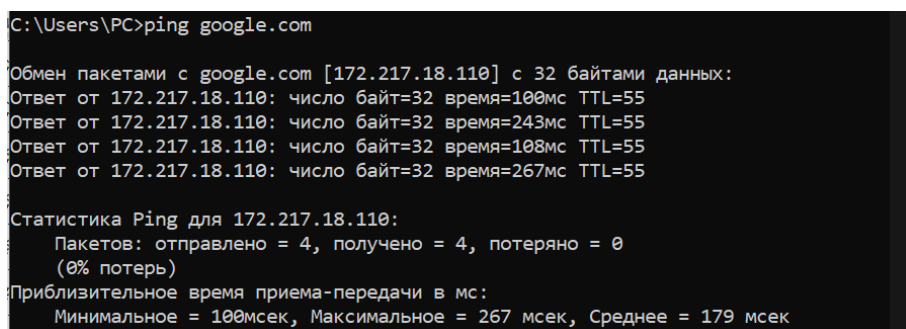 C:\Users\PC>ping google.com
Обмен пакетами с google.com [172.217.18.110] с 32 байтами данных:
Ответ от 172.217.18.110: число байт=32 время=100мс TTL=55
Ответ от 172.217.18.110: число байт=32 время=243мс TTL=55
Ответ от 172.217.18.110: число байт=32 время=108мс TTL=55
Ответ от 172.217.18.110: число байт=32 время=267мс TTL=55
Статистика Ping для 172.217.18.110:
Пакетов: отправлено = 4, получено = 4, потеряно = 0
(0% потерь)
Приблизительное время приема-передачи в мс:
Минимальное = 100мсек, Максимальное = 267 мсек, Среднее = 179 мсек